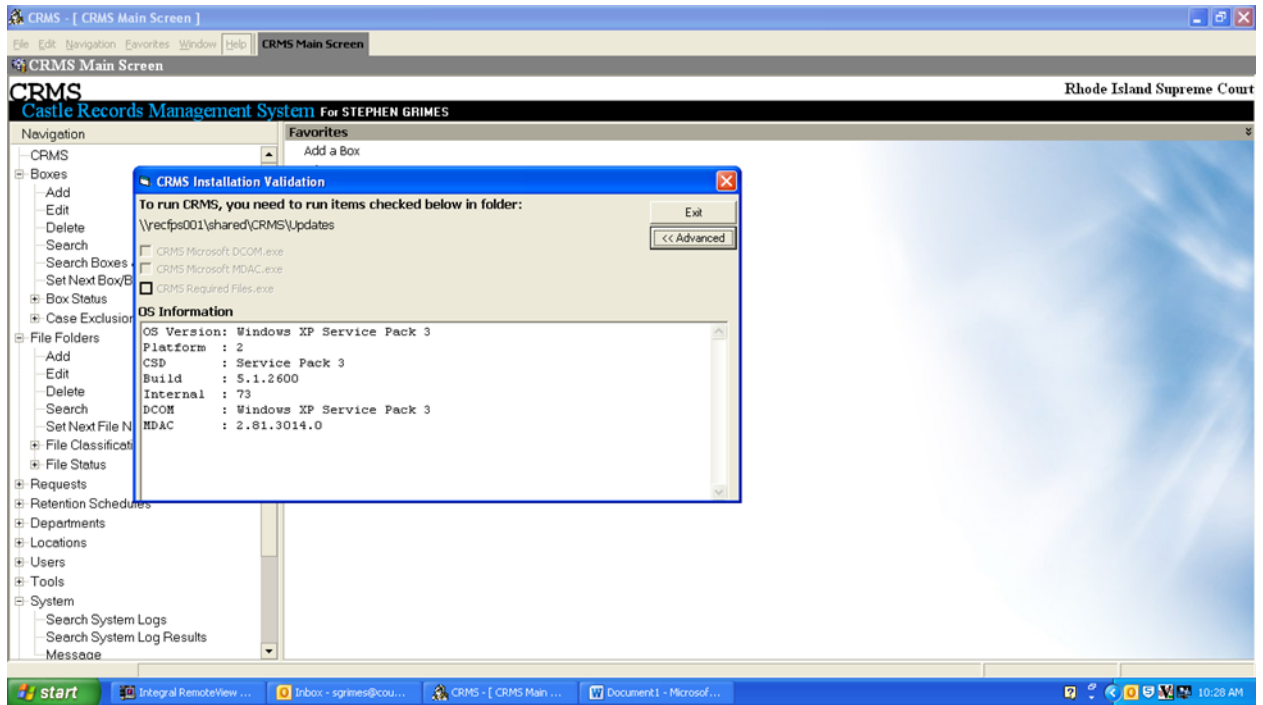 CRMS - [ CRMS Main Screen ]
File Edit Navigation Favorites Window Help CRMS Main Screen
CRMS Main Screen
CRMS
Rhode Island Supreme Court
Castle Records Management System For STEPHEN GRIMES
Navigation
Favorites
CRMS
Add a Box
Boxes
Add
Edit
Delete
Search
Search Boxes
Set Next Box/B
Box Status
Case Exclusion
File Folders
Add
Edit
Delete
Search
Set Next File N
File Classificati
File Status
Requests
Retention Schedules
Departments
Locations
Users
Tools
System
Search System Logs
Search System Log Results
Message
CRMS Installation Validation
To run CRMS, you need to run items checked below in folder:
\\recfps001\shared\CRMS\Updates
Exit
<< Advanced
CRMS Microsoft DCOM.exe
CRMS Microsoft MDAC.exe
CRMS Required Files.exe
OS Information
OS Version: Windows XP Service Pack 3
Platform : 2
CSD : Service Pack 3
Build : 5.1.2600
Internal : 73
DCOM : Windows XP Service Pack 3
MDAC : 2.81.3014.0
start
Integral RemoteView ...
Inbox - sgrimes@cou...
CRMS - [ CRMS Main ...
Document1 - Microsof...
10:28 AM